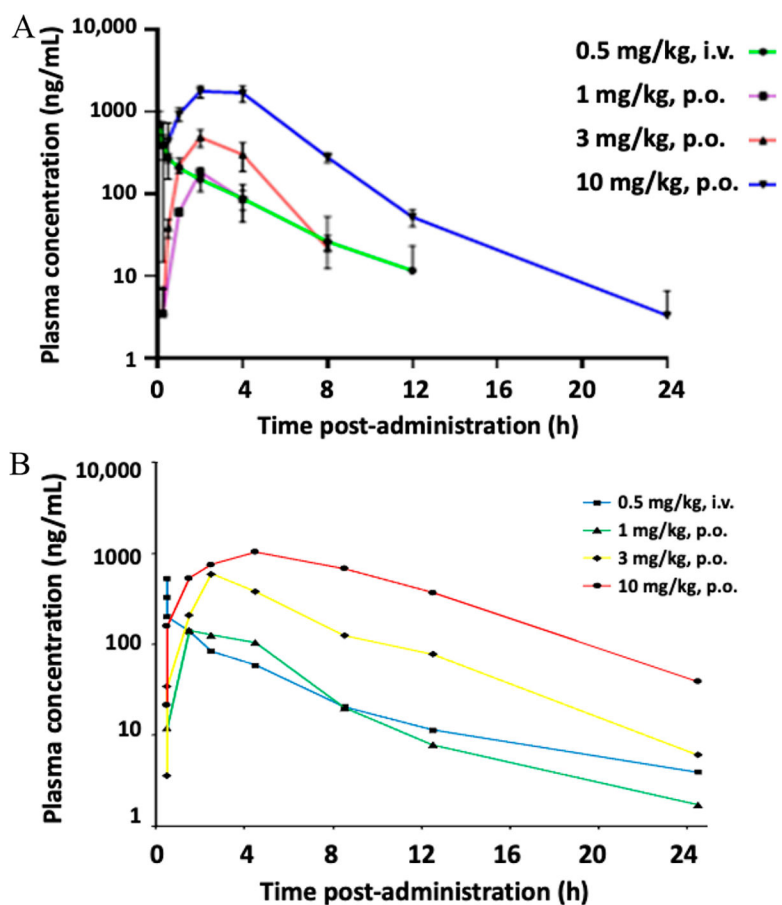 A
10,000
1000
100
10
1
Plasma concentration (ng/mL)
0 4 8 12 16 20 24
Time post-administration (h)
0.5 mg/kg, i.v.
1 mg/kg, p.o.
3 mg/kg, p.o.
10 mg/kg, p.o.
B
10,000
1000
100
10
1
Plasma concentration (ng/mL)
0 4 8 12 16 20 24
Time post-administration (h)
0.5 mg/kg, i.v.
1 mg/kg, p.o.
3 mg/kg, p.o.
10 mg/kg, p.o.